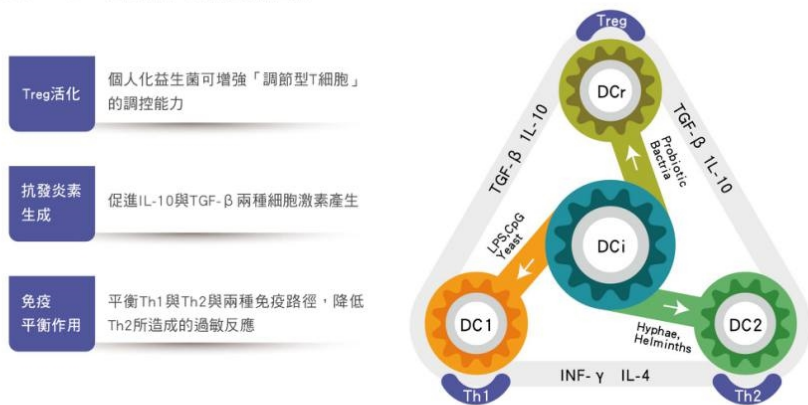 Treg活化
個人化益生菌可增強「調節型T細胞」
的調控能力
抗發炎素
生成
促進IL-10與TGF-β兩種細胞激素產生
免疫
平衡作用
平衡Th1與Th2與兩種免疫路徑，降低
Th2所造成的過敏反應
Treg
DCr
TGF-β 1L-10
TGF-β 1L-10
Probiotic
Bactria
LPS,CpG
Yeast
DCi
DC1
DC2
Hyphae,
Helminths
INF-γ IL-4
Th1
Th2